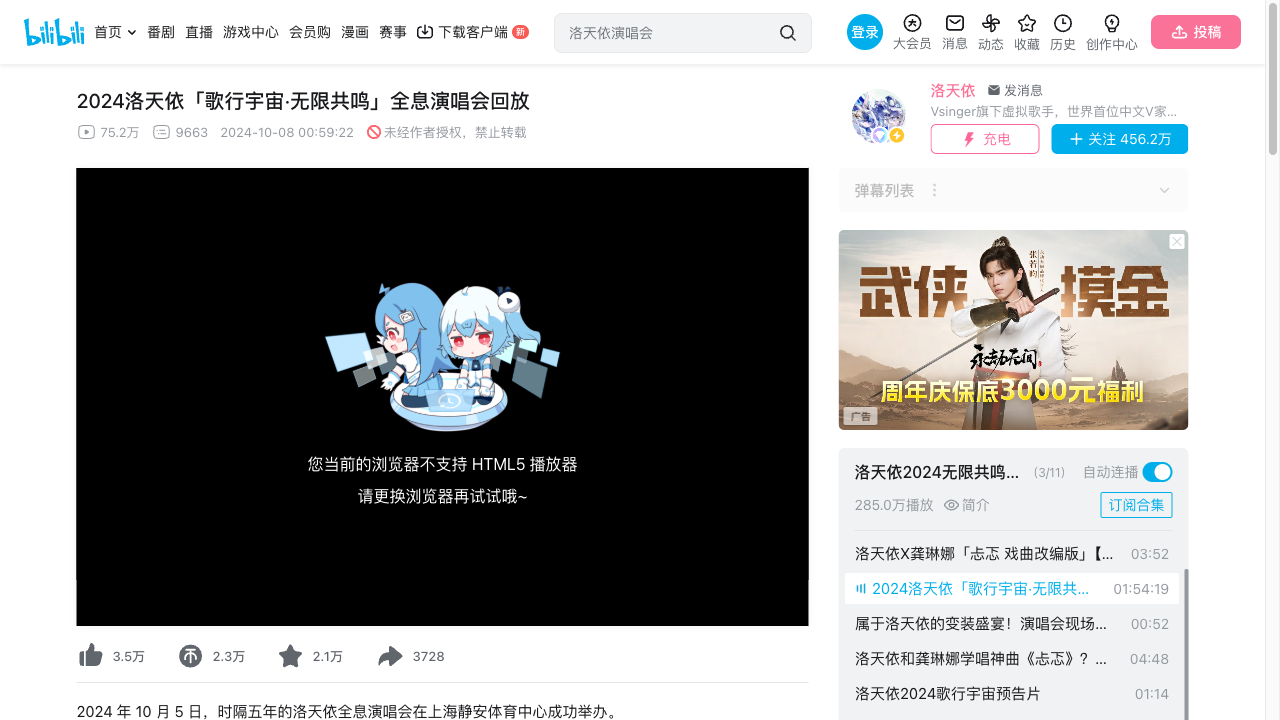 bilibili 首页 番剧 直播 游戏中心 会员购 漫画 赛事 下载客户端 新 洛天依演唱会 登录 大会员 消息 动态 收藏 历史 创作中心 投稿
2024洛天依「歌行宇宙·无限共鸣」全息演唱会回放
75.2万 9663 2024-10-08 00:59:22 未经作者授权，禁止转载
您当前的浏览器不支持 HTML5 播放器
请更换浏览器再试试哦~
3.5万 2.3万 2.1万 3728
2024 年 10 月 5 日，时隔五年的洛天依全息演唱会在上海静安体育中心成功举办。
洛天依 发消息
Vsinger旗下虚拟歌手，世界首位中文V家...
充电 关注 456.2万
弹幕列表
武侠 摸金
张若昀
永劫无间
周年庆保底3000元福利
广告
洛天依2024无限共鸣... (3/11) 自动连播
285.0万播放 简介 订阅合集
洛天依X龚琳娜「忐忑 戏曲改编版」【... 03:52
2024洛天依「歌行宇宙·无限共... 01:54:19
属于洛天依的变装盛宴！演唱会现场... 00:52
洛天依和龚琳娜学唱神曲《忐忑》？... 04:48
洛天依2024歌行宇宙预告片 01:14